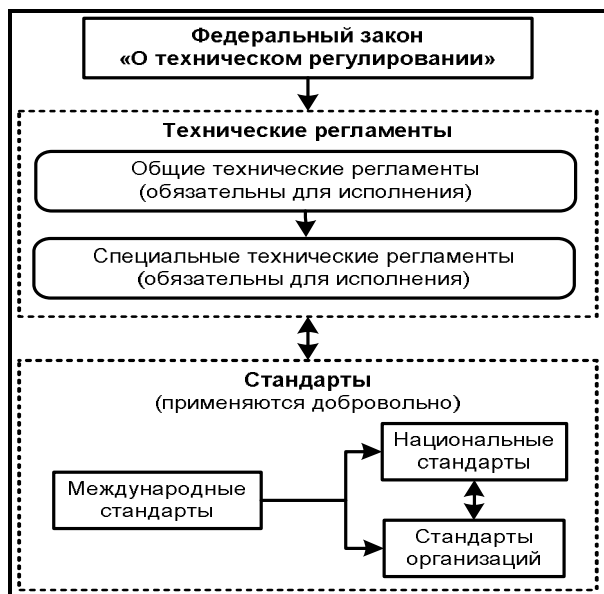 Федеральный закон
«О техническом регулировании»
Технические регламенты
Общие технические регламенты
(обязательны для исполнения)
Специальные технические регламенты
(обязательны для исполнения)
Стандарты
(применяются добровольно)
Национальные
стандарты
Международные
стандарты
Стандарты
организаций